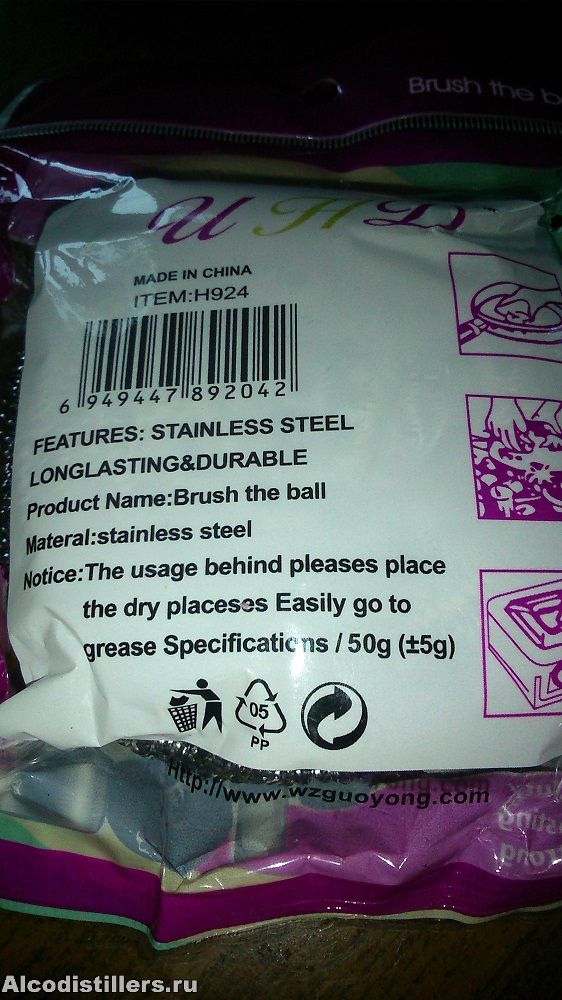 Brush the b
UHD
MADE IN CHINA
ITEM:H924
6 949447 892042
FEATURES: STAINLESS STEEL
LONGLASTING&DURABLE
Product Name:Brush the ball
Materal:stainless steel
Notice:The usage behind pleases place
the dry placeses Easily go to
grease Specifications / 50g (±5g)
05
PP
Http://www.wzguoyong.com
Alcodistillers.ru